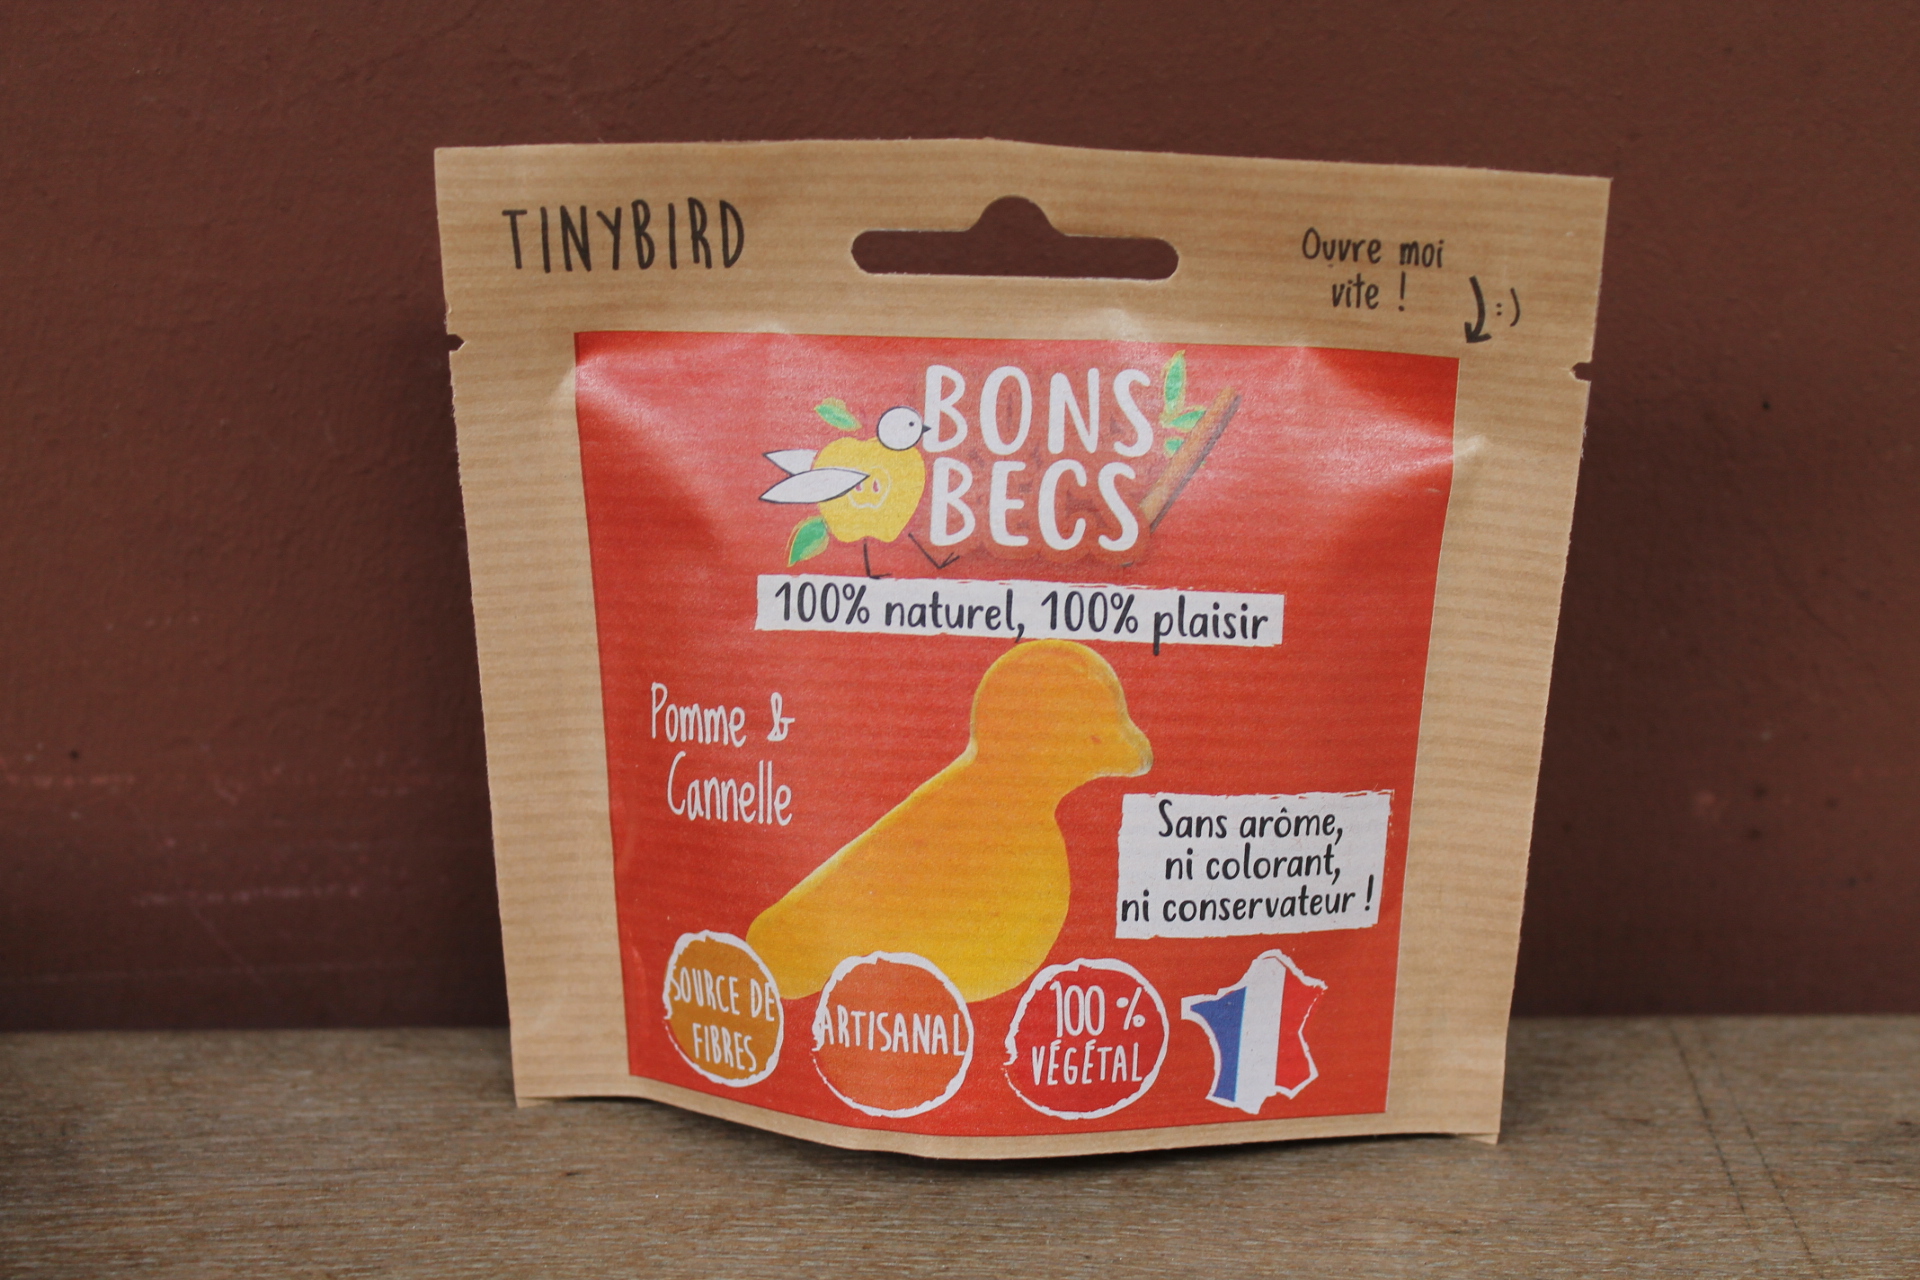 TINYBIRD
Ouvre moi
vite ! :)
BONS
BECS
100% naturel, 100% plaisir
Pomme &
Cannelle
Sans arôme,
ni colorant,
ni conservateur !
SOURCE DE
FIBRES
ARTISANAL
100 %
VÉGÉTAL